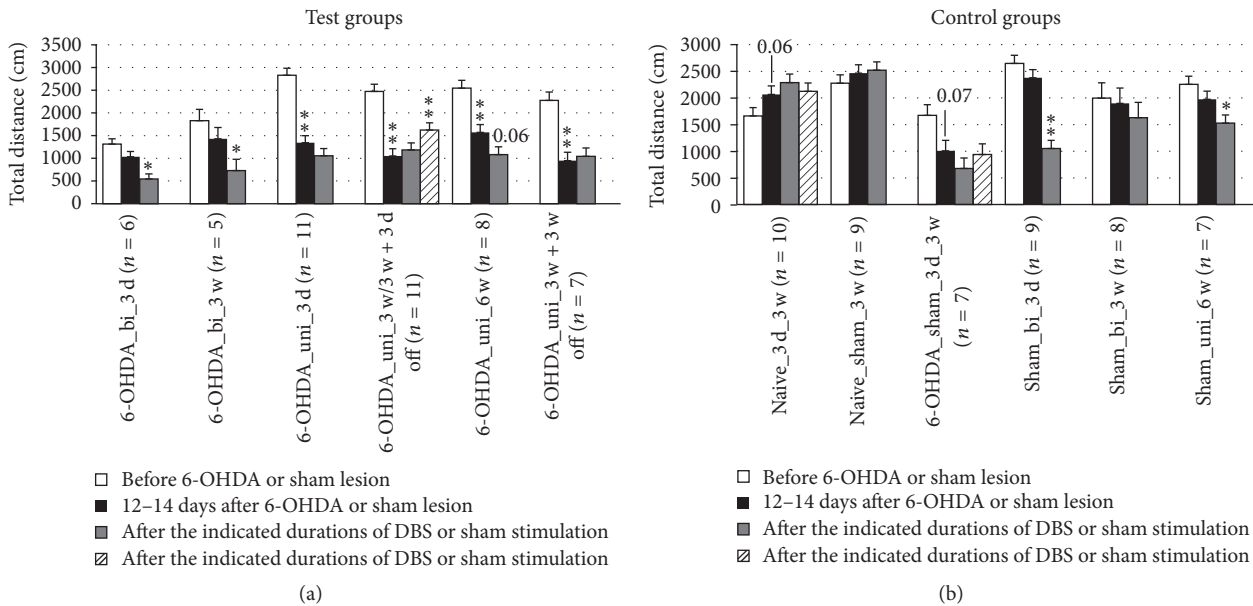 Test groups
Total distance (cm)
3500
3000
2500
2000
1500
1000
500
0
*
*
**
**
**
**
0.06
**
6-OHDA_bi_3 d (n = 6)
6-OHDA_bi_3 w (n = 5)
6-OHDA_uni_3 d (n = 11)
6-OHDA_uni_3 w/3 w + 3 d
off (n = 11)
6-OHDA_uni_6 w (n = 8)
6-OHDA_uni_3 w + 3 w
off (n = 7)
Before 6-OHDA or sham lesion
12–14 days after 6-OHDA or sham lesion
After the indicated durations of DBS or sham stimulation
After the indicated durations of DBS or sham stimulation
(a)
Control groups
Total distance (cm)
3000
2500
2000
1500
1000
500
0
0.06
0.07
**
*
Naive_3 d_3 w (n = 10)
Naive_sham_3 w (n = 9)
6-OHDA_sham_3 d_3 w
(n = 7)
Sham_bi_3 d (n = 9)
Sham_bi_3 w (n = 8)
Sham_uni_6 w (n = 7)
Before 6-OHDA or sham lesion
12–14 days after 6-OHDA or sham lesion
After the indicated durations of DBS or sham stimulation
After the indicated durations of DBS or sham stimulation
(b)